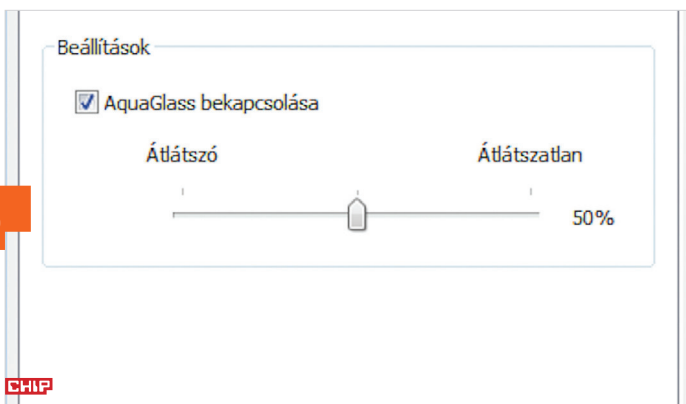 Beállítások
AquaGlass bekapcsolása
Átlátszó Átlátszatlan
50%
CHIP